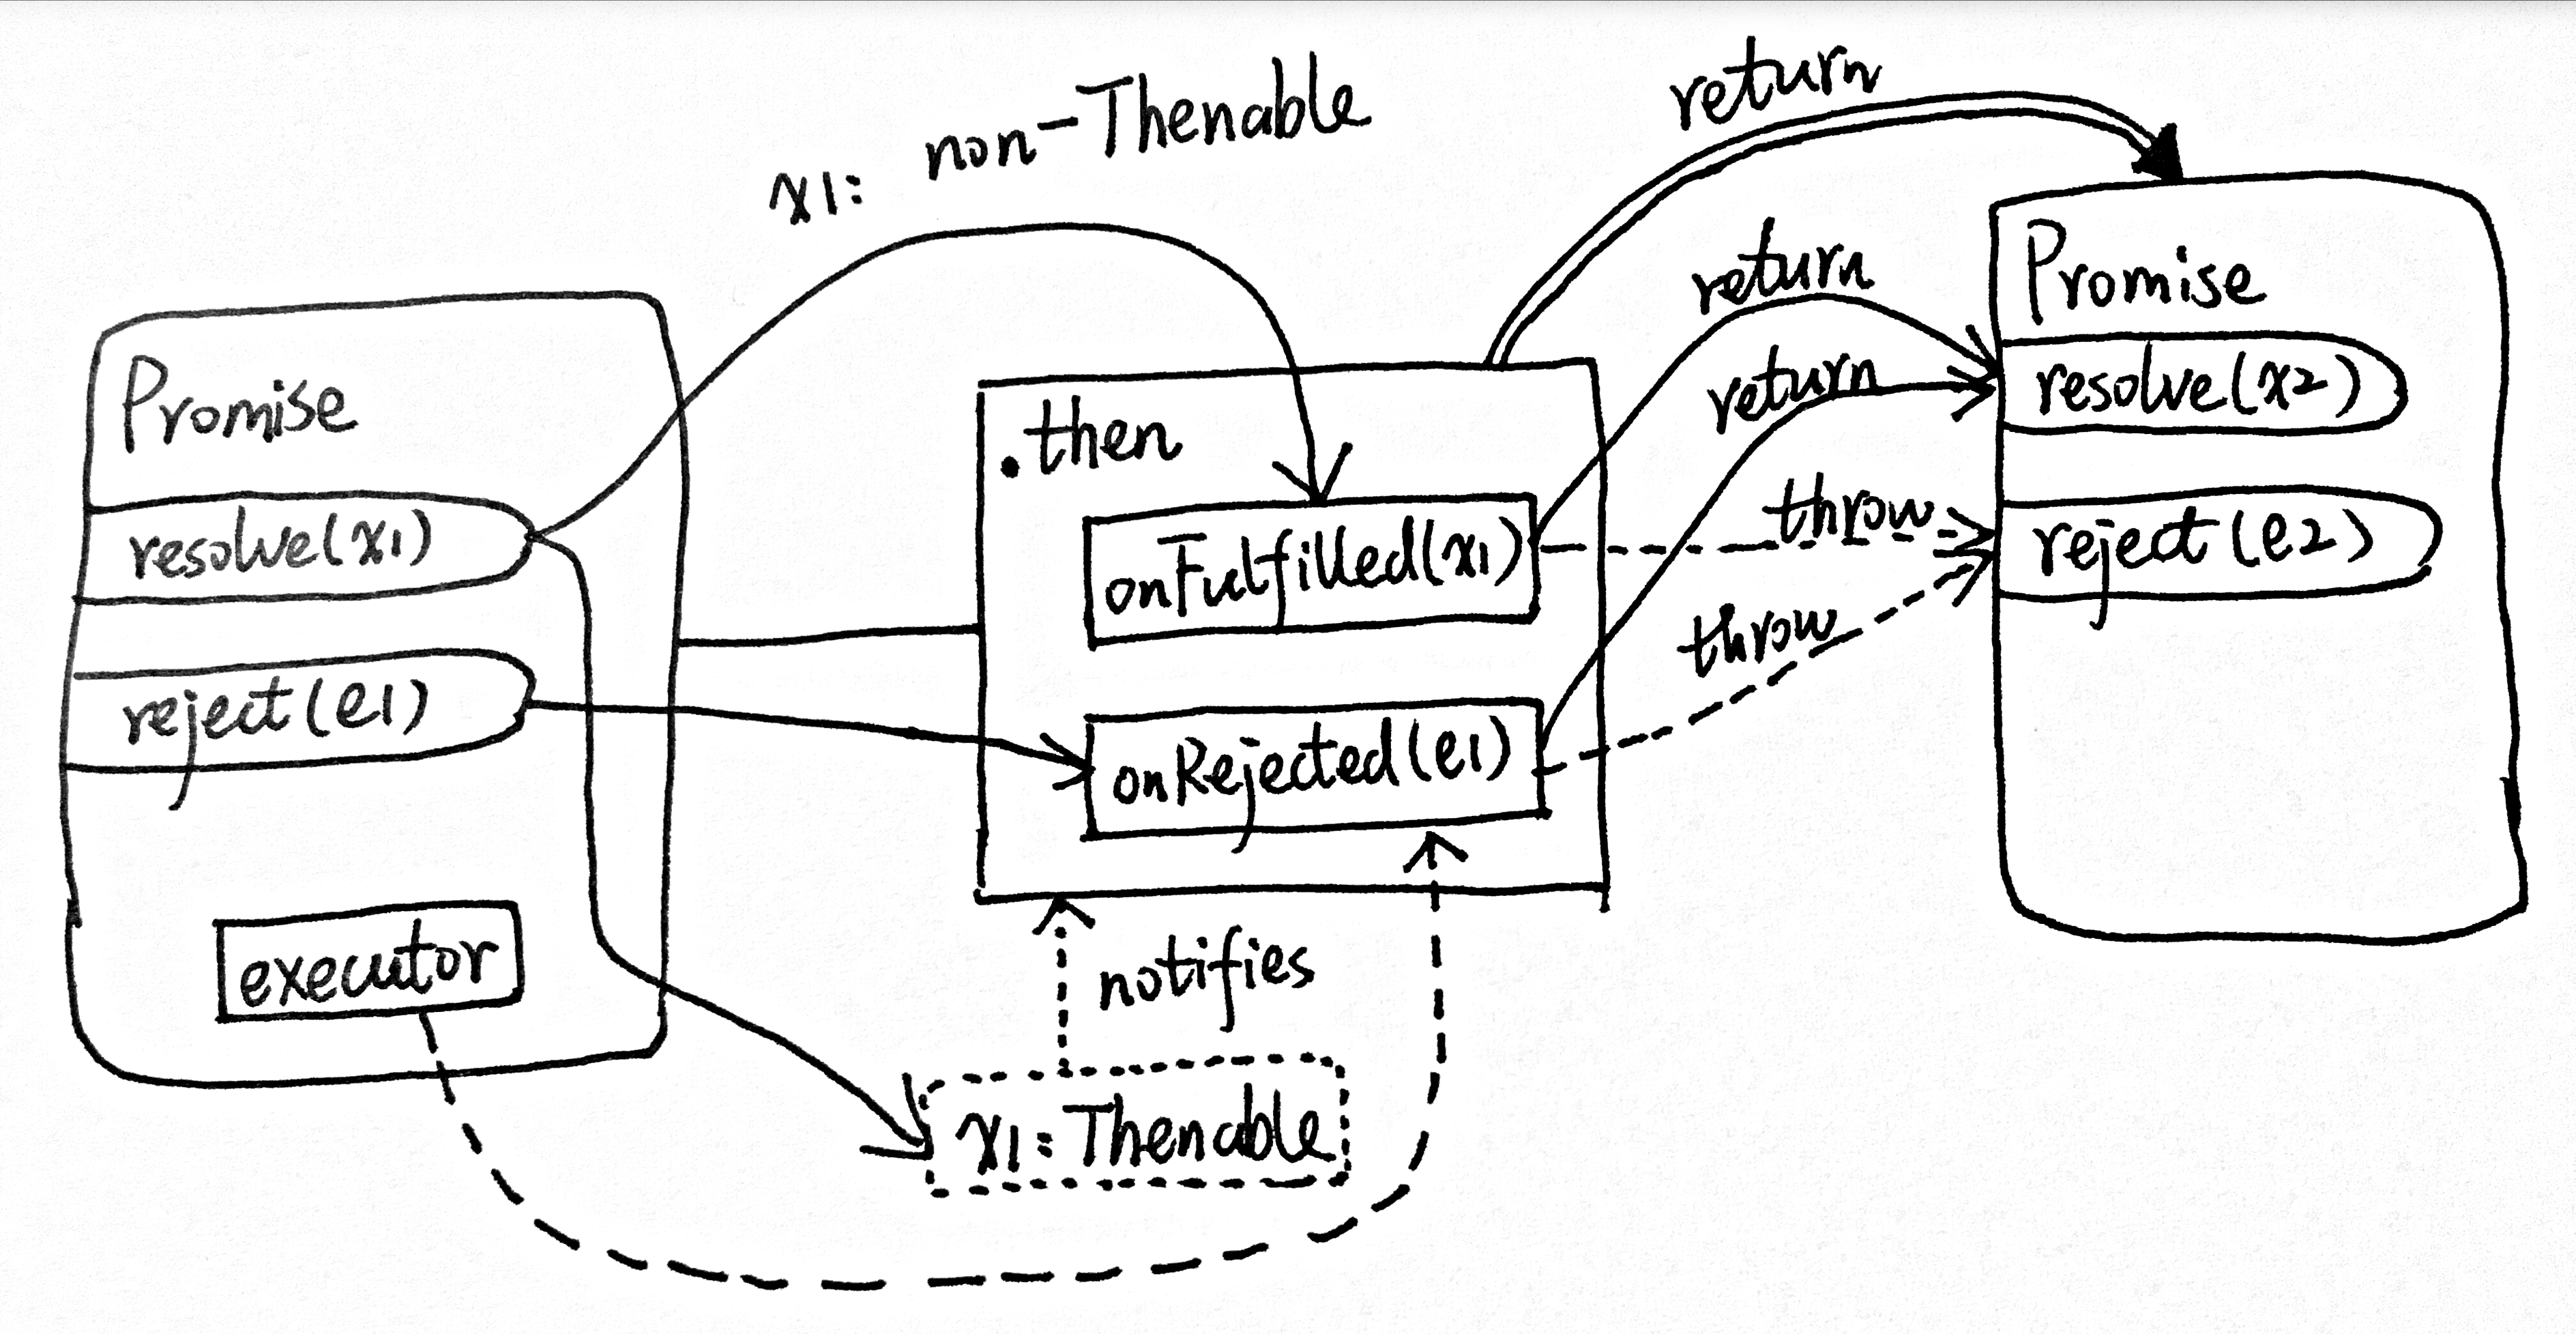 x1: non-Thenable
return
Promise
resolve(x1)
reject(e1)
executor
.then
onFulfilled(x1)
onRejected(e1)
notifies
x1: Thenable
return
return
throw
throw
Promise
resolve(x2)
reject(e2)